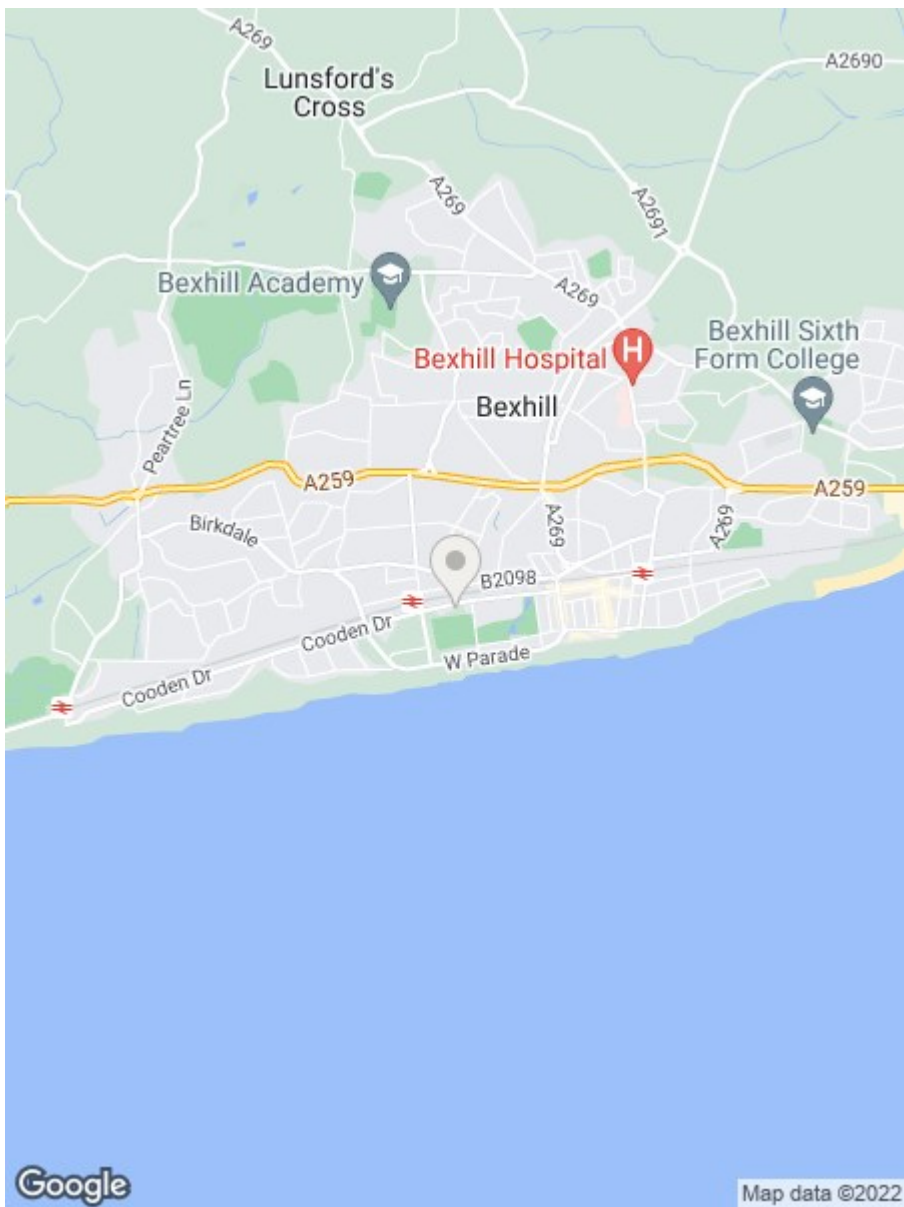 A269
A2690
Lunsford's
Cross
A269
A2691
Bexhill Academy
A269
Bexhill Sixth
Form College
Bexhill Hospital
H
Bexhill
Peartree Ln
A259
A259
Birkdale
A269
A269
B2098
Cooden Dr
W Parade
Cooden Dr
Google
Map data ©2022